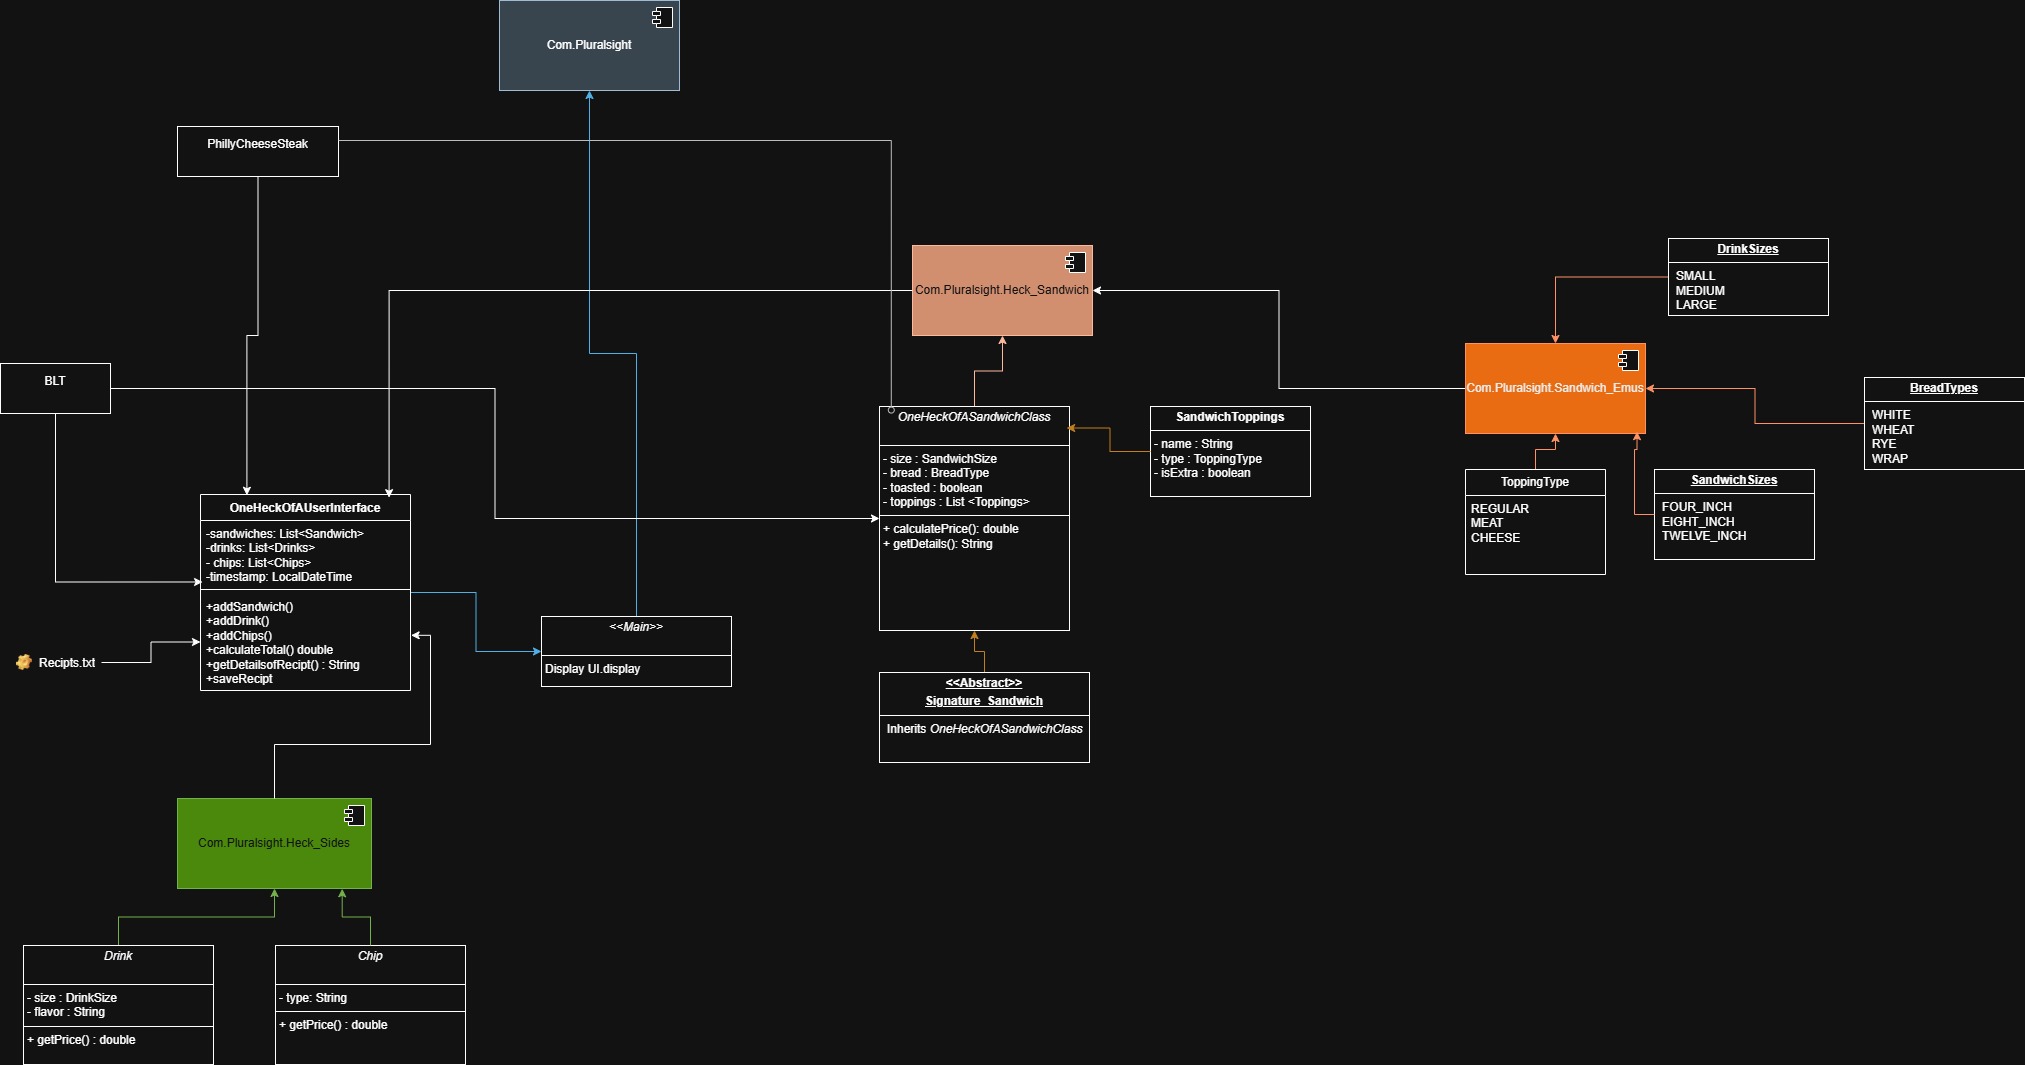 Com.Pluralsight
PhillyCheeseSteak
Com.Pluralsight.Heck_Sandwich
DrinkSizes
SMALL
MEDIUM
LARGE
Com.Pluralsight.Sandwich_Emus
BreadTypes
WHITE
WHEAT
RYE
WRAP
BLT
OneHeckOfASandwichClass
- size : SandwichSize
- bread : BreadType
- toasted : boolean
- toppings : List <Toppings>
+ calculatePrice(): double
+ getDetails(): String
SandwichToppings
- name : String
- type : ToppingType
- isExtra : boolean
ToppingType
REGULAR
MEAT
CHEESE
SandwichSizes
FOUR_INCH
EIGHT_INCH
TWELVE_INCH
OneHeckOfAUserInterface
-sandwiches: List<Sandwich>
-drinks: List<Drinks>
- chips: List<Chips>
-timestamp: LocalDateTime
+addSandwich()
+addDrink()
+addChips()
+calculateTotal() double
+getDetailsofRecipt() : String
+saveRecipt
Recipts.txt
<<Main>>
Display UI.display
<<Abstract>>
Signature_Sandwich
Inherits OneHeckOfASandwichClass
Com.Pluralsight.Heck_Sides
Drink
- size : DrinkSize
- flavor : String
+ getPrice() : double
Chip
- type: String
+ getPrice() : double